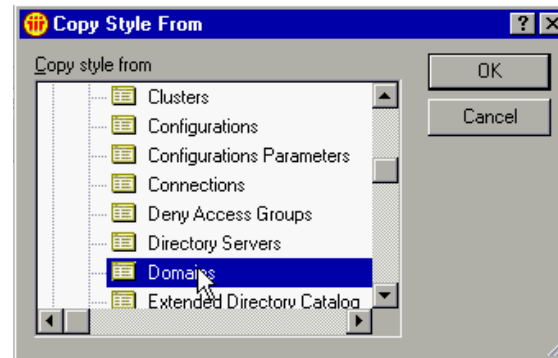 Copy Style From
Copy style from
Clusters
Configurations
Configurations Parameters
Connections
Deny Access Groups
Directory Servers
Domains
Extended Directory Catalog
OK
Cancel